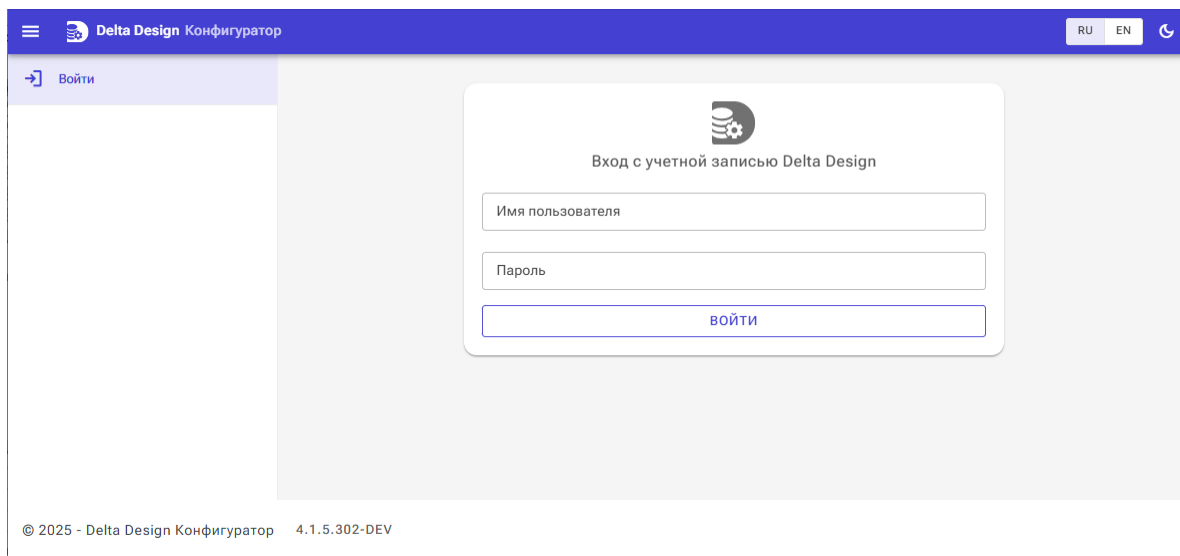 Delta Design Конфигуратор RU EN
Войти
Вход с учетной записью Delta Design
Имя пользователя
Пароль
ВОЙТИ
© 2025 - Delta Design Конфигуратор 4.1.5.302-DEV